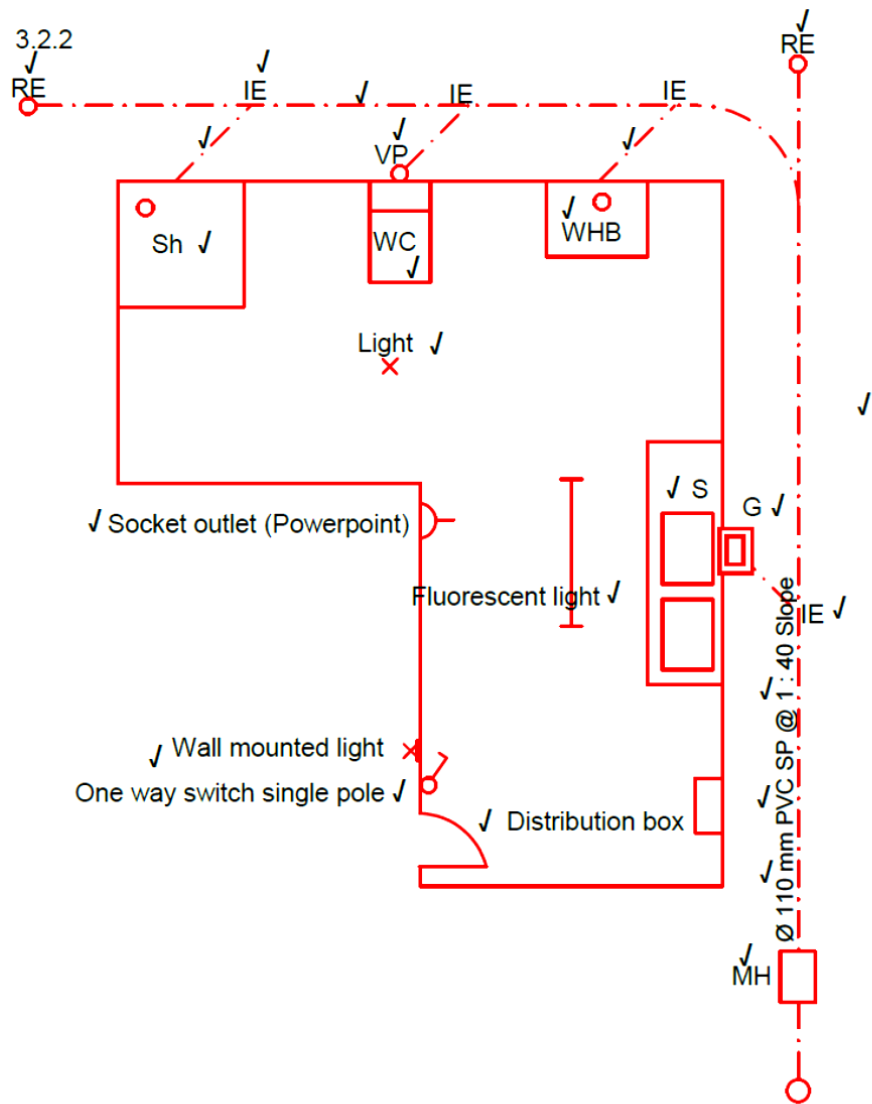 3.2.2
√
RE
√
RE
√
IE
√
IE
IE
√
√
√
VP
√
Sh √
WC
√
√
WHB
Light √
√
√ S
G √
√ Socket outlet (Powerpoint)
Fluorescent light √
IE √
Ø 110 mm PVC SP @ 1 : 40 Slope
√
√
√
√ Wall mounted light
One way switch single pole √
√ Distribution box
√
MH